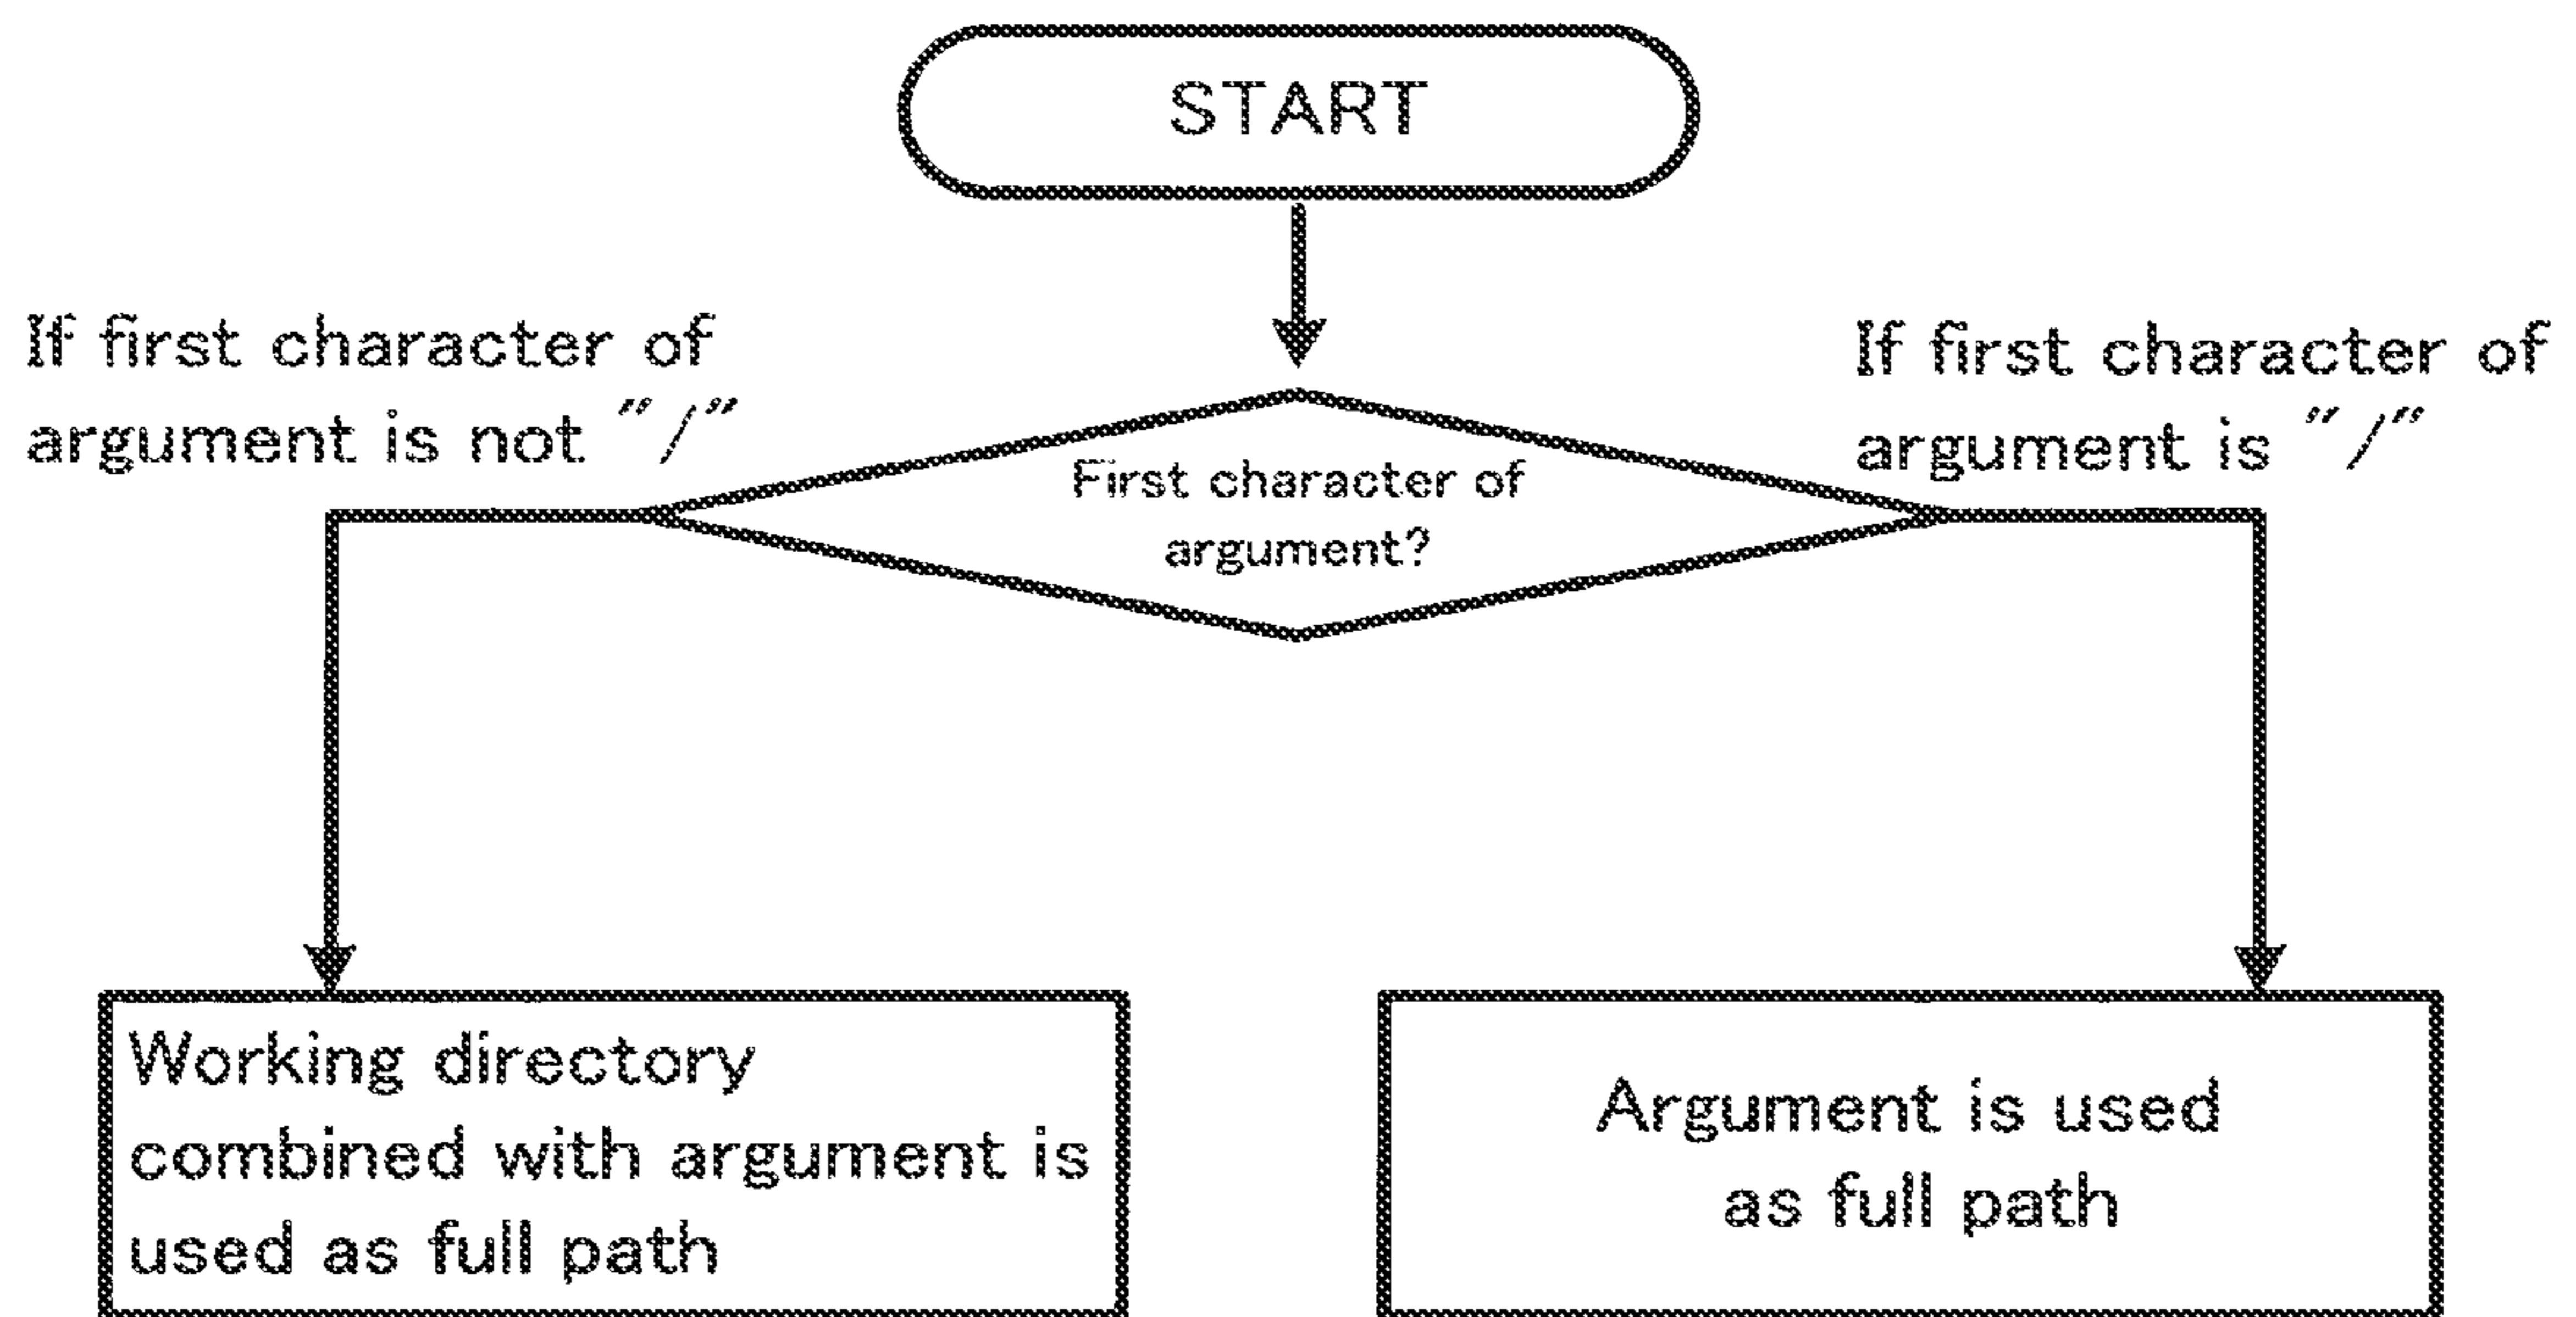 START
If first character of
argument is not "/"
If first character of
argument is "/"
First character of
argument?
Working directory
combined with argument is
used as full path
Argument is used
as full path